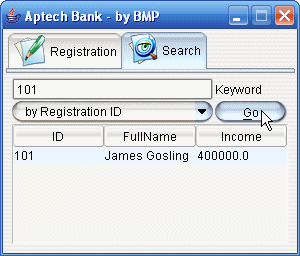 Aptech Bank - by BMP
Registration Search
101 Keyword
by Registration ID Go
ID FullName Income
101 James Gosling 400000.0